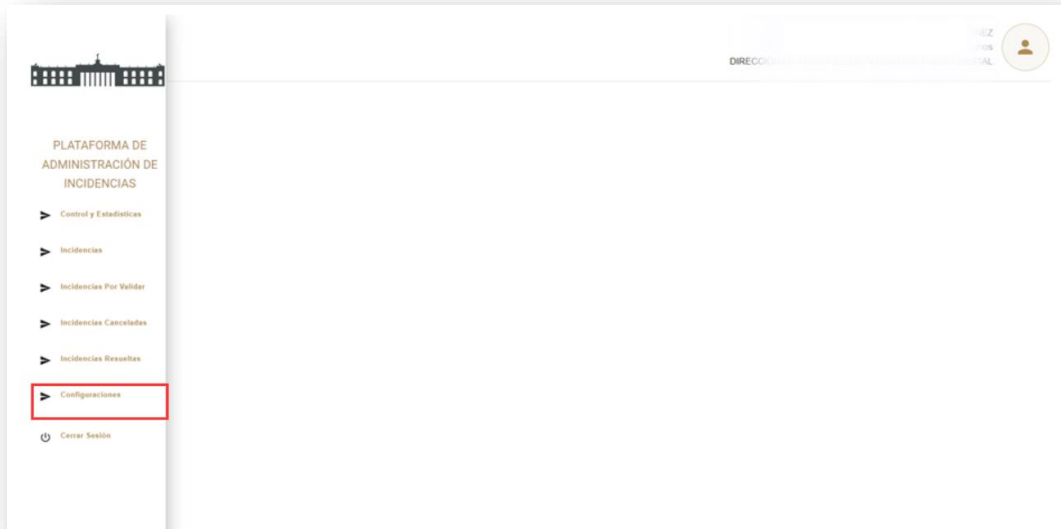 PLATAFORMA DE
ADMINISTRACIÓN DE
INCIDENCIAS
Control y Estadísticas
Incidencias
Incidencias Por Validar
Incidencias Canceladas
Incidencias Resueltas
Configuraciones
Cerrar Sesión